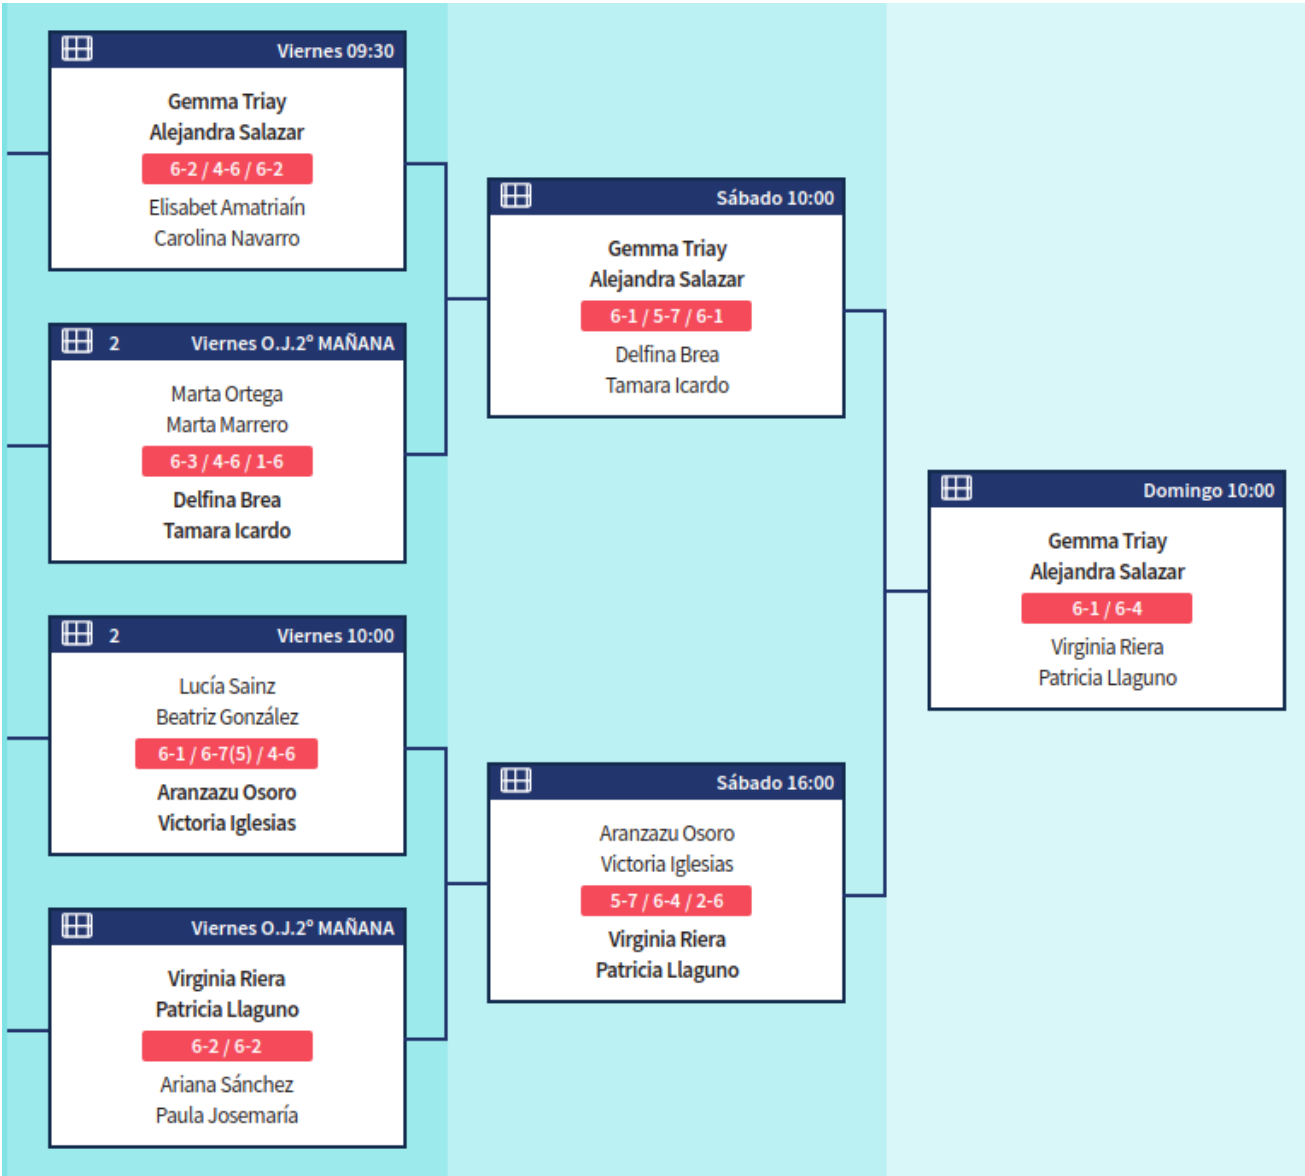 Viernes 09:30
Gemma Triay
Alejandra Salazar
6-2 / 4-6 / 6-2
Elisabet Amatriaín
Carolina Navarro
2 Viernes O.J.2º MAÑANA
Marta Ortega
Marta Marrero
6-3 / 4-6 / 1-6
Delfina Brea
Tamara Icardo
2 Viernes 10:00
Lucía Sainz
Beatriz González
6-1 / 6-7(5) / 4-6
Aranzazu Osoro
Victoria Iglesias
Viernes O.J.2º MAÑANA
Virginia Riera
Patricia Llaguno
6-2 / 6-2
Ariana Sánchez
Paula Josemaría
Sábado 10:00
Gemma Triay
Alejandra Salazar
6-1 / 5-7 / 6-1
Delfina Brea
Tamara Icardo
Sábado 16:00
Aranzazu Osoro
Victoria Iglesias
5-7 / 6-4 / 2-6
Virginia Riera
Patricia Llaguno
Domingo 10:00
Gemma Triay
Alejandra Salazar
6-1 / 6-4
Virginia Riera
Patricia Llaguno